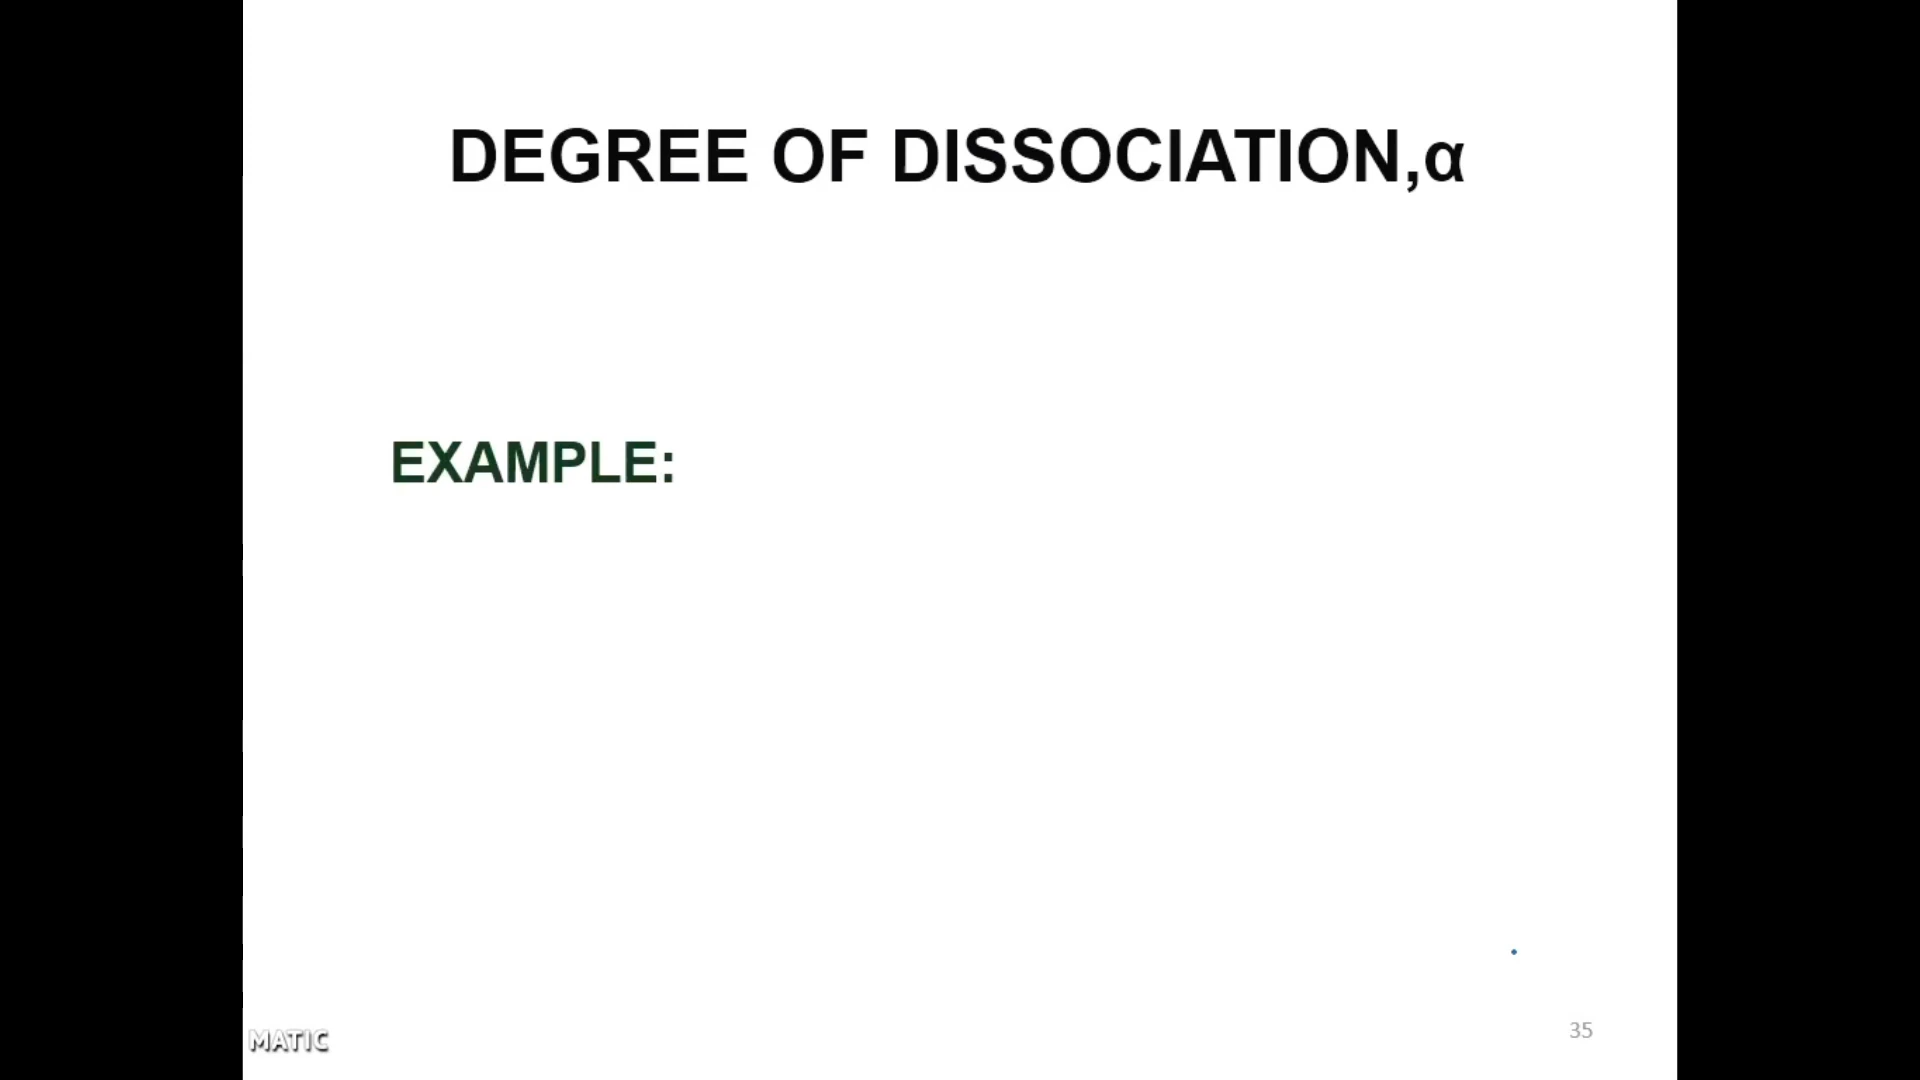 DEGREE OF DISSOCIATION,α
EXAMPLE:
MATIC
35